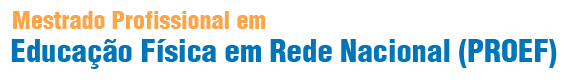 Mestrado Profissional em
Educação Física em Rede Nacional (PROEF)